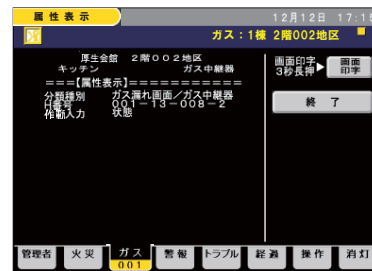 属性表示
12月12日 17:1
ガス:1棟 2階002地区
厚生会館 2階002地区
キッチン ガス中継器
===【属性表示】===========
分類種別 ガス漏れ画面/ガス中継器
H番号 001-13-008-2
作動入力 状態
画面印字
3秒長押
画面
印字
終 了
管理者
火災
ガス
001
警報
トラブル
経過
操作
消灯